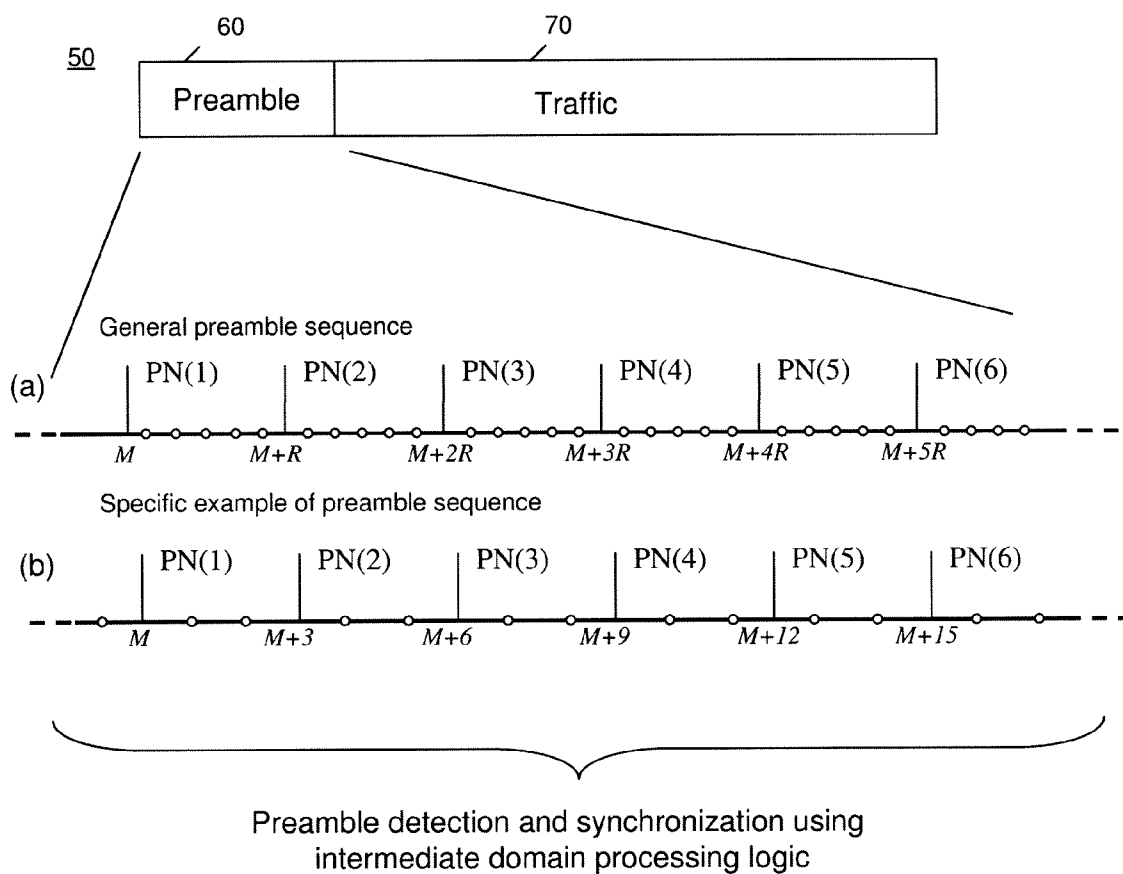 60
70
50
Preamble
Traffic
General preamble sequence
(a)
PN(1) PN(2) PN(3) PN(4) PN(5) PN(6)
M M+R M+2R M+3R M+4R M+5R
Specific example of preamble sequence
(b)
PN(1) PN(2) PN(3) PN(4) PN(5) PN(6)
M M+3 M+6 M+9 M+12 M+15
Preamble detection and synchronization using
intermediate domain processing logic